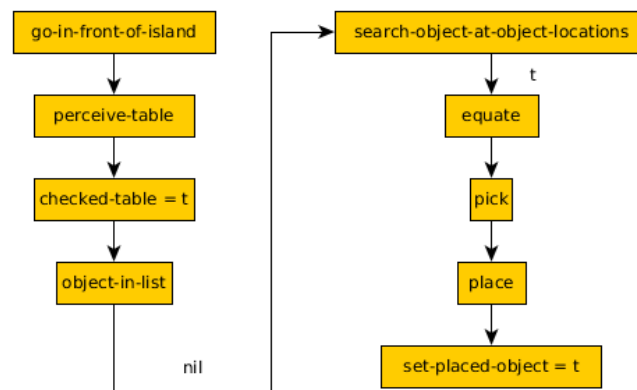 go-in-front-of-island
perceive-table
checked-table = t
object-in-list
nil
search-object-at-object-locations
t
equate
pick
place
set-placed-object = t